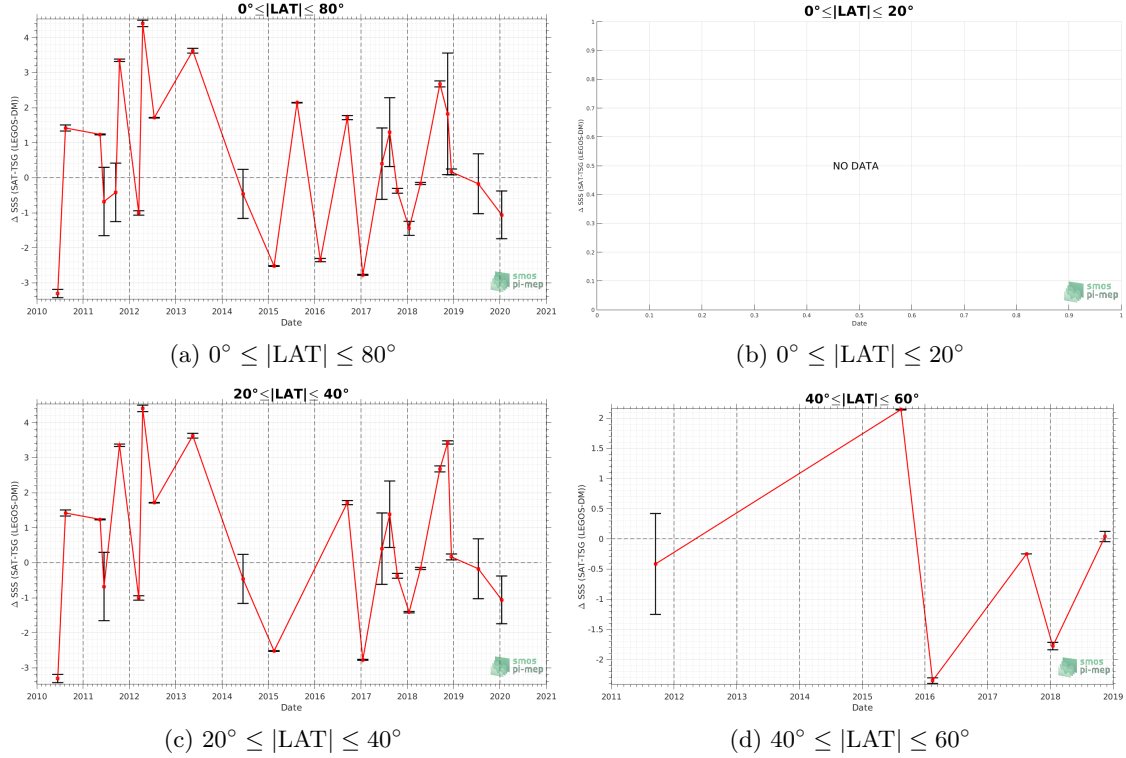 0°≤|LAT|≤ 80°
Δ SSS (SAT-TSG (LEGOS-DM))
4
3
2
1
0
-1
-2
-3
2010 2011 2012 2013 2014 2015 2016 2017 2018 2019 2020 2021
Date
smos
pi-mep
(a) 0° ≤ |LAT| ≤ 80°
0°≤|LAT|≤ 20°
Δ SSS (SAT-TSG (LEGOS-DM))
1
0.9
0.8
0.7
0.6
0.5
0.4
0.3
0.2
0.1
0
NO DATA
0 0.1 0.2 0.3 0.4 0.5 0.6 0.7 0.8 0.9 1
Date
smos
pi-mep
(b) 0° ≤ |LAT| ≤ 20°
20°≤|LAT|≤ 40°
Δ SSS (SAT-TSG (LEGOS-DM))
4
3
2
1
0
-1
-2
-3
2010 2011 2012 2013 2014 2015 2016 2017 2018 2019 2020 2021
Date
smos
pi-mep
(c) 20° ≤ |LAT| ≤ 40°
40°≤|LAT|≤ 60°
Δ SSS (SAT-TSG (LEGOS-DM))
2
1.5
1
0.5
0
-0.5
-1
-1.5
-2
2011 2012 2013 2014 2015 2016 2017 2018 2019
Date
smos
pi-mep
(d) 40° ≤ |LAT| ≤ 60°